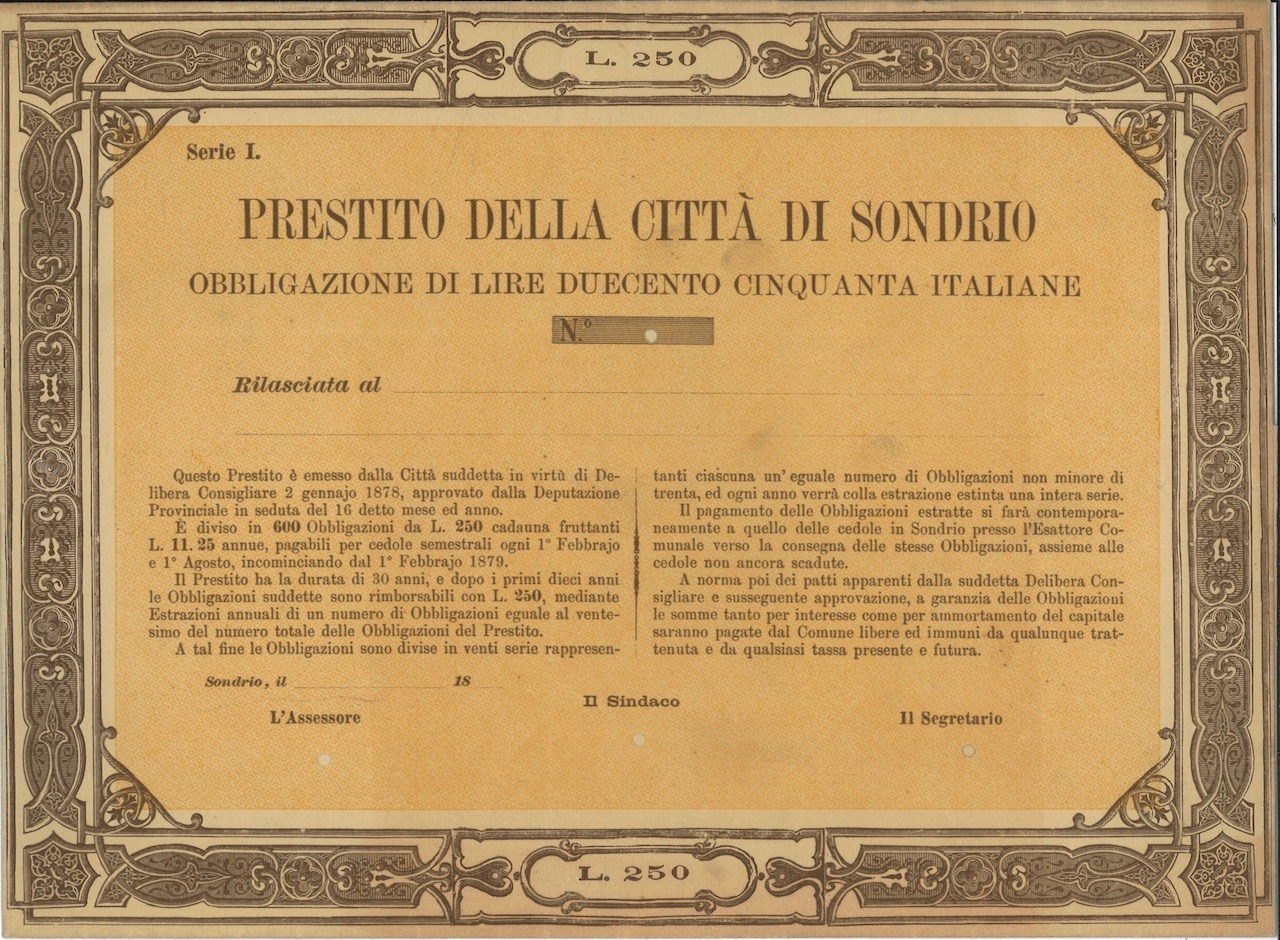 L. 250
Serie I.
PRESTITO DELLA CITTÀ DI SONDRIO
OBBLIGAZIONE DI LIRE DUECENTO CINQUANTA ITALIANE
N.º
Rilasciata al
Questo Prestito è emesso dalla Città suddetta in virtù di De-
libera Consigliare 2 gennajo 1878, approvato dalla Deputazione
Provinciale in seduta del 16 detto mese ed anno.
È diviso in 600 Obbligazioni da L. 250 cadauna fruttanti
L. 11.25 annue, pagabili per cedole semestrali ogni 1º Febbrajo
e 1º Agosto, incominciando dal 1º Febbrajo 1879.
Il Prestito ha la durata di 30 anni, e dopo i primi dieci anni
le Obbligazioni suddette sono rimborsabili con L. 250, mediante
Estrazioni annuali di un numero di Obbligazioni eguale al vente-
simo del número totale delle Obbligazioni del Prestito.
A tal fine le Obbligazioni sono divise in venti serie rappresen-
tanti ciascuna un' eguale numero di Obbligazioni non minore di
trenta, ed ogni anno verrà colla estrazione estinta una intera serie.
Il pagamento delle Obbligazioni estratte si farà contempora-
neamente a quello delle cedole in Sondrio presso l'Esattore Co-
munale verso la consegna delle stesse Obbligazioni, assieme alle
cedole non ancora scadute.
A norma poi dei patti apparenti dalla suddetta Delibera Con-
sigliare e susseguente approvazione, a garanzia delle Obbligazioni
le somme tanto per interesse come per ammortamento del capitale
saranno pagate dal Comune libere ed immuni da qualunque trat-
tenuta e da qualsiasi tassa presente e futura.
Sondrio, il 18
Il Sindaco
L'Assessore
Il Segretario
L. 250